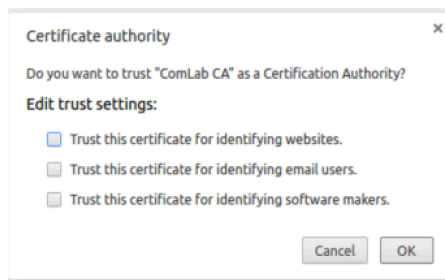 Certificate authority
Do you want to trust "ComLab CA" as a Certification Authority?
Edit trust settings:
Trust this certificate for identifying websites.
Trust this certificate for identifying email users.
Trust this certificate for identifying software makers.
Cancel OK